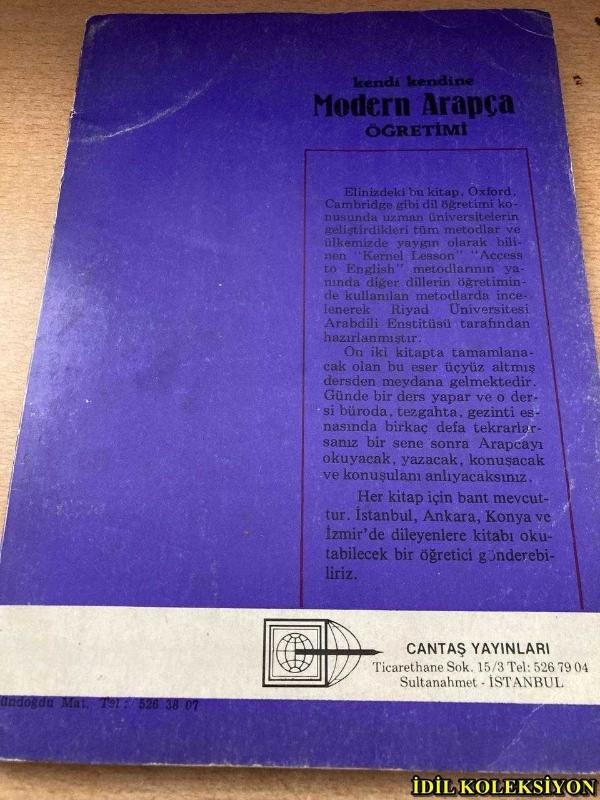 kendi kendine
Modern Arapça
ÖĞRETİMİ
Elinizdeki bu kitap, Oxford,
Cambridge gibi dil öğretimi ko-
nusunda uzman üniversitelerin
geliştirdikleri tüm metodlar ve
ülkemizde yaygın olarak bili-
nen "Kernel Lesson" "Access
to English" metodlarının ya-
nında diğer dillerin öğretimin-
de kullanılan metodlarda ince-
lenerek Riyad Üniversitesi
Arabdili Enstitüsü tarafından
hazırlanmıştır.
On iki kitapta tamamlana-
cak olan bu eser üçyüz altmış
dersden meydana gelmektedir.
Günde bir ders yapar ve o der-
si büroda, tezgahta, gezinti es-
nasında birkaç defa tekrarlar-
sanız bir sene sonra Arapcayı
okuyacak, yazacak, konuşacak
ve konuşulanı anlıyacaksınız.
Her kitap için bant mevcut-
tur. İstanbul, Ankara, Konya ve
İzmir'de dileyenlere kitabı oku-
tabilecek bir öğretici gönderebi-
liriz.
CANTAŞ YAYINLARI
Ticarethane Sok. 15/3 Tel: 526 79 04
Sultanahmet - İSTANBUL
ündoğdu Mat. Tel : 526 38 07
İDİL KOLEKSİYON